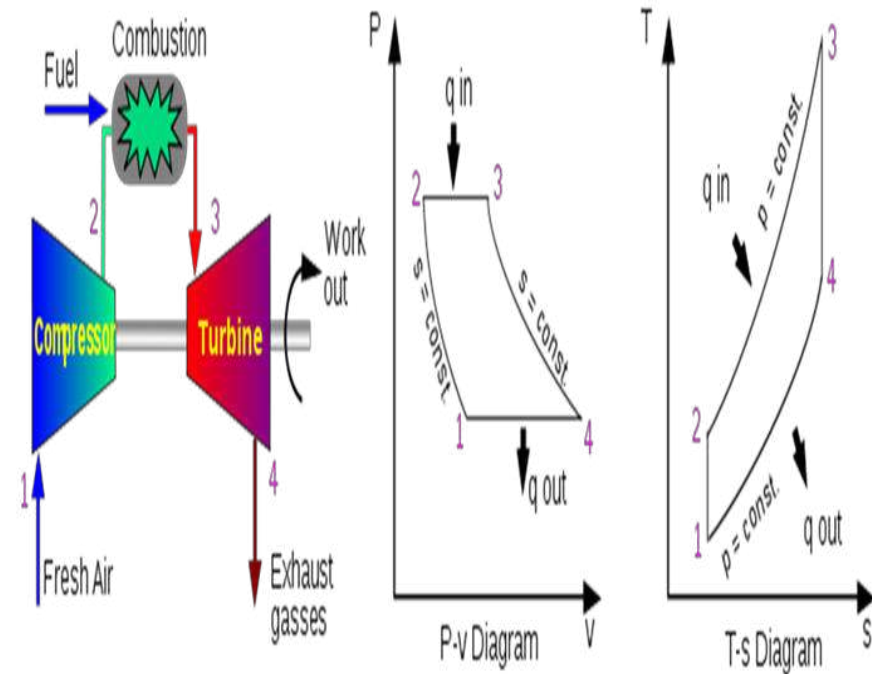 Combustion
Fuel
2
3
Work
out
Compressor
Turbine
1
4
Fresh Air
Exhaust
gasses
P
q in
2
3
s = const.
s = const.
1
4
q out
v
P-v Diagram
T
3
q in
p = const.
4
2
1
p = const.
q out
s
T-s Diagram